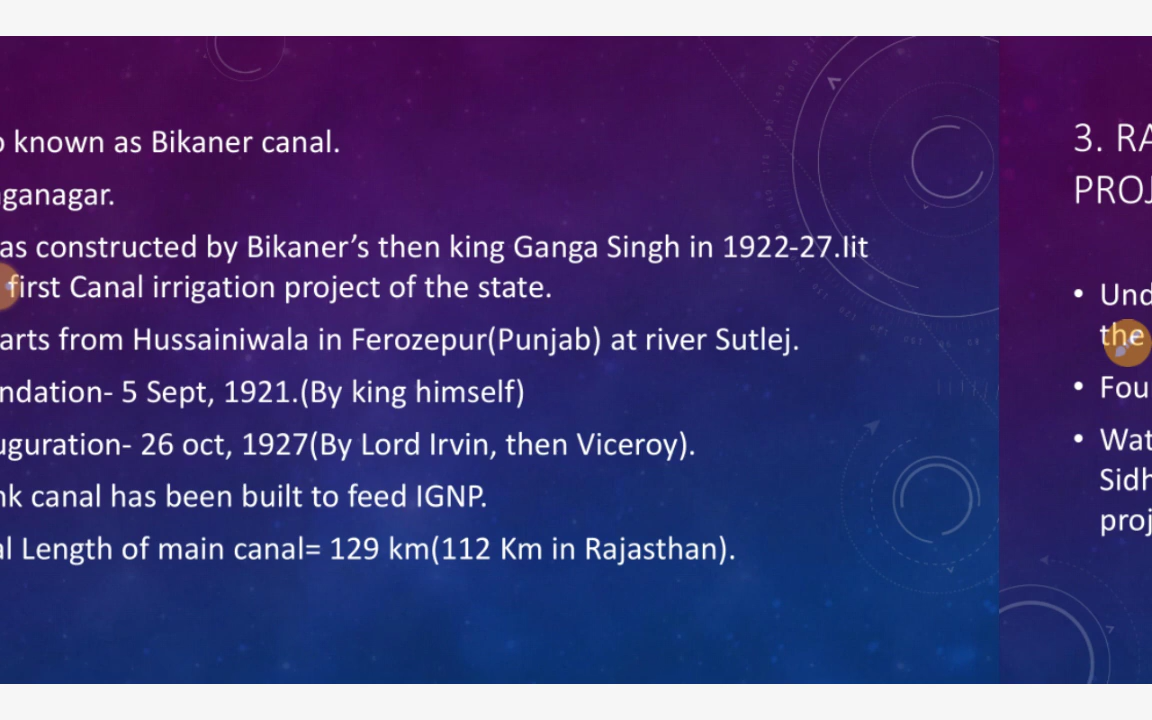 known as Bikaner canal.
ganagar.
as constructed by Bikaner’s then king Ganga Singh in 1922-27.Iit
first Canal irrigation project of the state.
arts from Hussainiwala in Ferozepur(Punjab) at river Sutlej.
ndation- 5 Sept, 1921.(By king himself)
uguration- 26 oct, 1927(By Lord Irvin, then Viceroy).
nk canal has been built to feed IGNP.
al Length of main canal= 129 km(112 Km in Rajasthan).
3. RA
PROJ
• Und
the
• Fou
• Wat
Sidh
proj